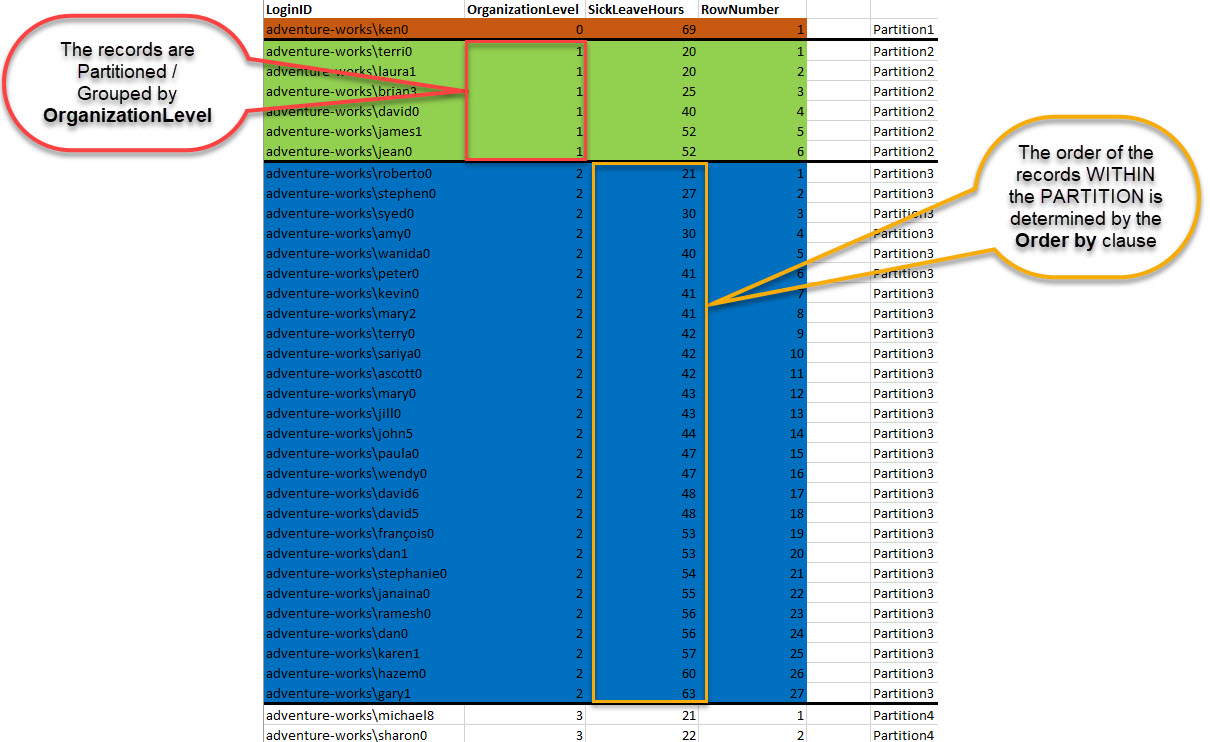 LoginID OrganizationLevel SickLeaveHours RowNumber
adventure-works\ken0 0 69 1 Partition1
The records are
Partitioned /
Grouped by
OrganizationLevel
adventure-works\terri0 1 20 1 Partition2
adventure-works\laura1 1 20 2 Partition2
adventure-works\brian3 1 25 3 Partition2
adventure-works\david0 1 40 4 Partition2
adventure-works\james1 1 52 5 Partition2
adventure-works\jean0 1 52 6 Partition2
The order of the
records WITHIN
the PARTITION is
determined by the
Order by clause
adventure-works\roberto0 2 21 1 Partition3
adventure-works\stephen0 2 27 2 Partition3
adventure-works\syed0 2 30 3 Partition3
adventure-works\amy0 2 30 4 Partition3
adventure-works\wanida0 2 40 5 Partition3
adventure-works\peter0 2 41 6 Partition3
adventure-works\kevin0 2 41 7 Partition3
adventure-works\mary2 2 41 8 Partition3
adventure-works\terry0 2 42 9 Partition3
adventure-works\sariya0 2 42 10 Partition3
adventure-works\ascott0 2 42 11 Partition3
adventure-works\mary0 2 43 12 Partition3
adventure-works\jill0 2 43 13 Partition3
adventure-works\john5 2 44 14 Partition3
adventure-works\paula0 2 47 15 Partition3
adventure-works\wendy0 2 47 16 Partition3
adventure-works\david6 2 48 17 Partition3
adventure-works\david5 2 48 18 Partition3
adventure-works\françois0 2 53 19 Partition3
adventure-works\dan1 2 53 20 Partition3
adventure-works\stephanie0 2 54 21 Partition3
adventure-works\janaina0 2 55 22 Partition3
adventure-works\ramesh0 2 56 23 Partition3
adventure-works\dan0 2 56 24 Partition3
adventure-works\karen1 2 57 25 Partition3
adventure-works\hazem0 2 60 26 Partition3
adventure-works\gary1 2 63 27 Partition3
adventure-works\michael8 3 21 1 Partition4
adventure-works\sharon0 3 22 2 Partition4